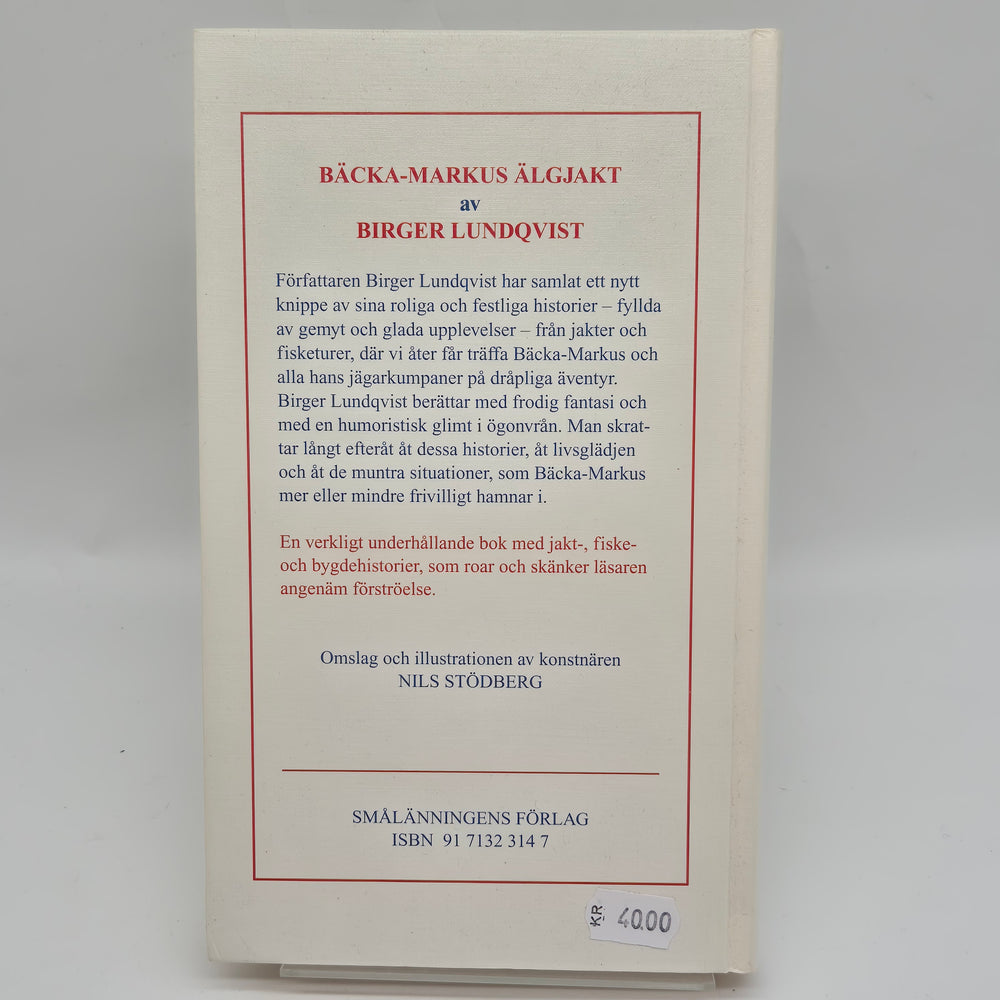 BÄCKA-MARKUS ÄLGJAKT
av
BIRGER LUNDQVIST
Författaren Birger Lundqvist har samlat ett nytt
knippe av sina roliga och festliga historier – fyllda
av gemyt och glada upplevelser – från jakter och
fisketurer, där vi åter får träffa Bäcka-Markus och
alla hans jägarkumpaner på dråpliga äventyr.
Birger Lundqvist berättar med frodig fantasi och
med en humoristisk glimt i ögonvrån. Man skrat-
tar långt efteråt åt dessa historier, åt livsglädjen
och åt de muntra situationer, som Bäcka-Markus
mer eller mindre frivilligt hamnar i.
En verkligt underhållande bok med jakt-, fiske-
och bygdehistorier, som roar och skänker läsaren
angenäm förströelse.
Omslag och illustrationen av konstnären
NILS STÖDBERG
SMÅLÄNNINGENS FÖRLAG
ISBN 91 7132 314 7
KR 40.00